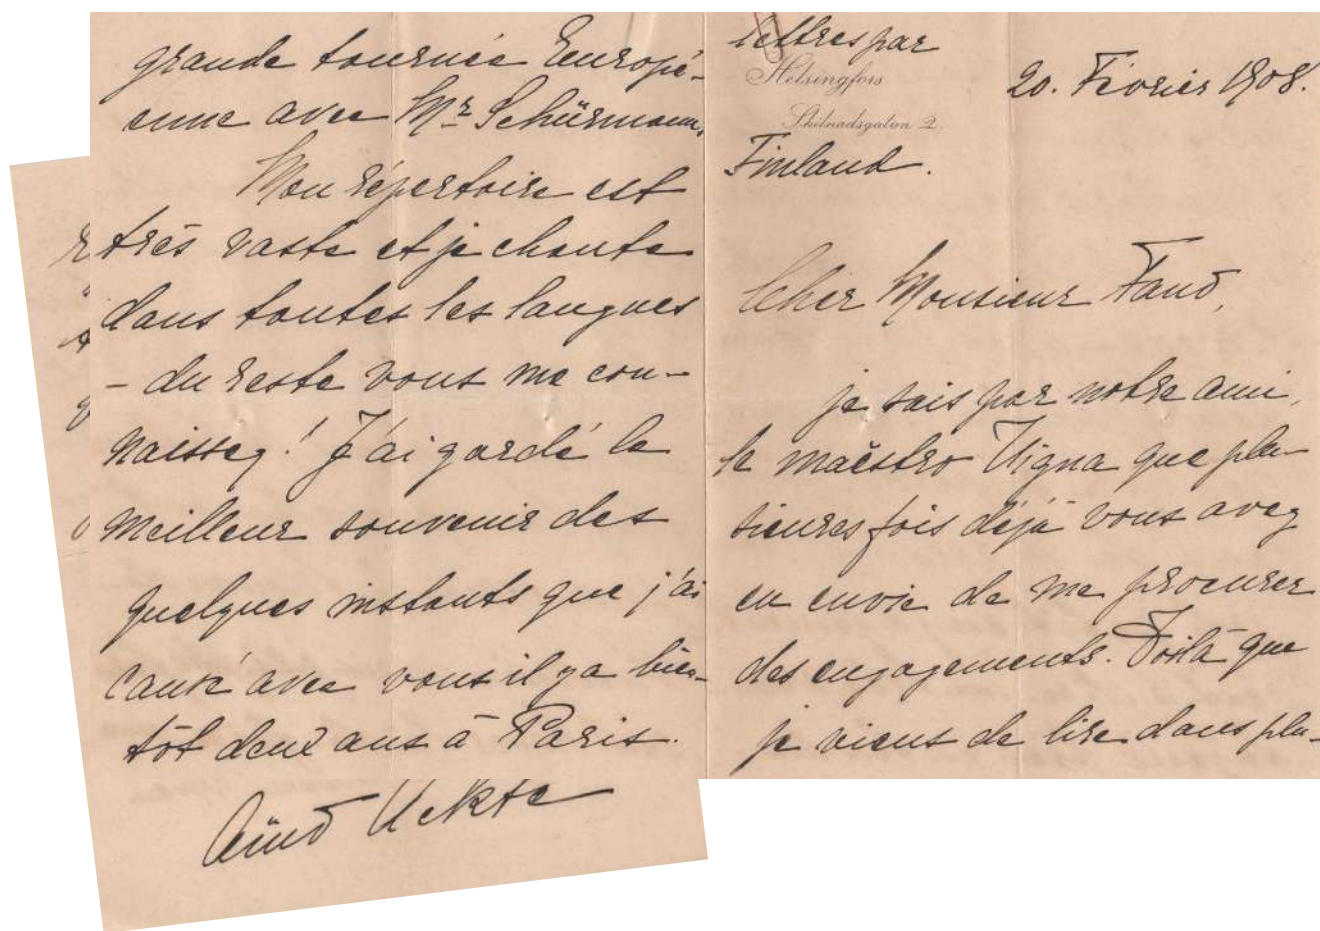 lettres par
Helsingfors
Skilnadsgatan 2.
Finland.
20. Février 1908.
Cher Monsieur
je sais par notre ami,
le maëstro Vigna que plu-
sieures fois déjà vous avez
eu envie de me procurer
des engagements. Voilà que
je viens de lire dans plu-
grande tournée Europé-
enne avec Mr Schürmann.
Mon répertoire est
très vaste et je chante
dans toutes les langues
- du reste vous me con-
naissez! J'ai gardé le
meilleur souvenir des
quelques instants que j'ai
causé avec vous il y a bien-
tôt deux ans à Paris.